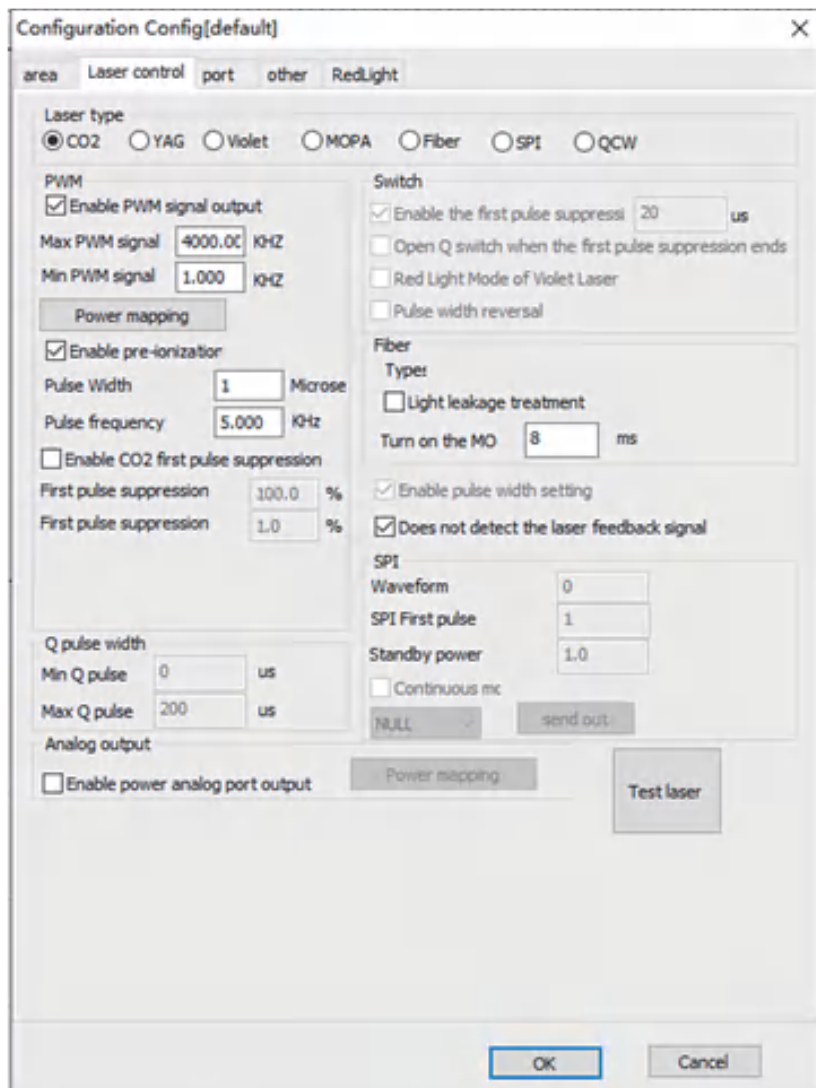 Configuration Config[default]
area Laser control port other RedLight
Laser type
CO2 YAG Violet MOPA Fiber SPI QCW
PWM
Enable PWM signal output
Max PWM signal 4000.00 KHZ
Min PWM signal 1.000 KHZ
Power mapping
Enable pre-ionization
Pulse Width 1 Microse
Pulse frequency 5.000 KHz
Enable CO2 first pulse suppression
First pulse suppression 100.0 %
First pulse suppression 1.0 %
Q pulse width
Min Q pulse 0 us
Max Q pulse 200 us
Analog output
Enable power analog port output Power mapping
Switch
Enable the first pulse suppressi 20 us
Open Q switch when the first pulse suppression ends
Red Light Mode of Violet Laser
Pulse width reversal
Fiber
Types
Light leakage treatment
Turn on the MO 8 ms
Enable pulse width setting
Does not detect the laser feedback signal
SPI
Waveform 0
SPI First pulse 1
Standby power 1.0
Continuous mc
NULL send out
Test laser
OK Cancel